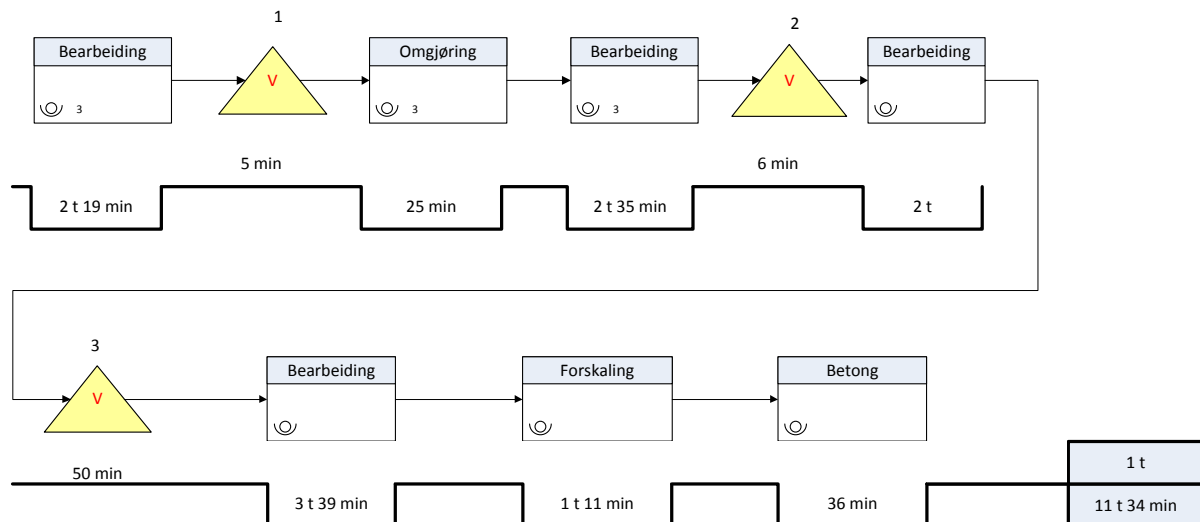 1
2
Bearbeiding
Omgjøring
Bearbeiding
Bearbeiding
V
V
3
3
3
5 min
6 min
2 t 19 min
25 min
2 t 35 min
2 t
3
Bearbeiding
Forskaling
Betong
V
50 min
1 t
3 t 39 min
1 t 11 min
36 min
11 t 34 min